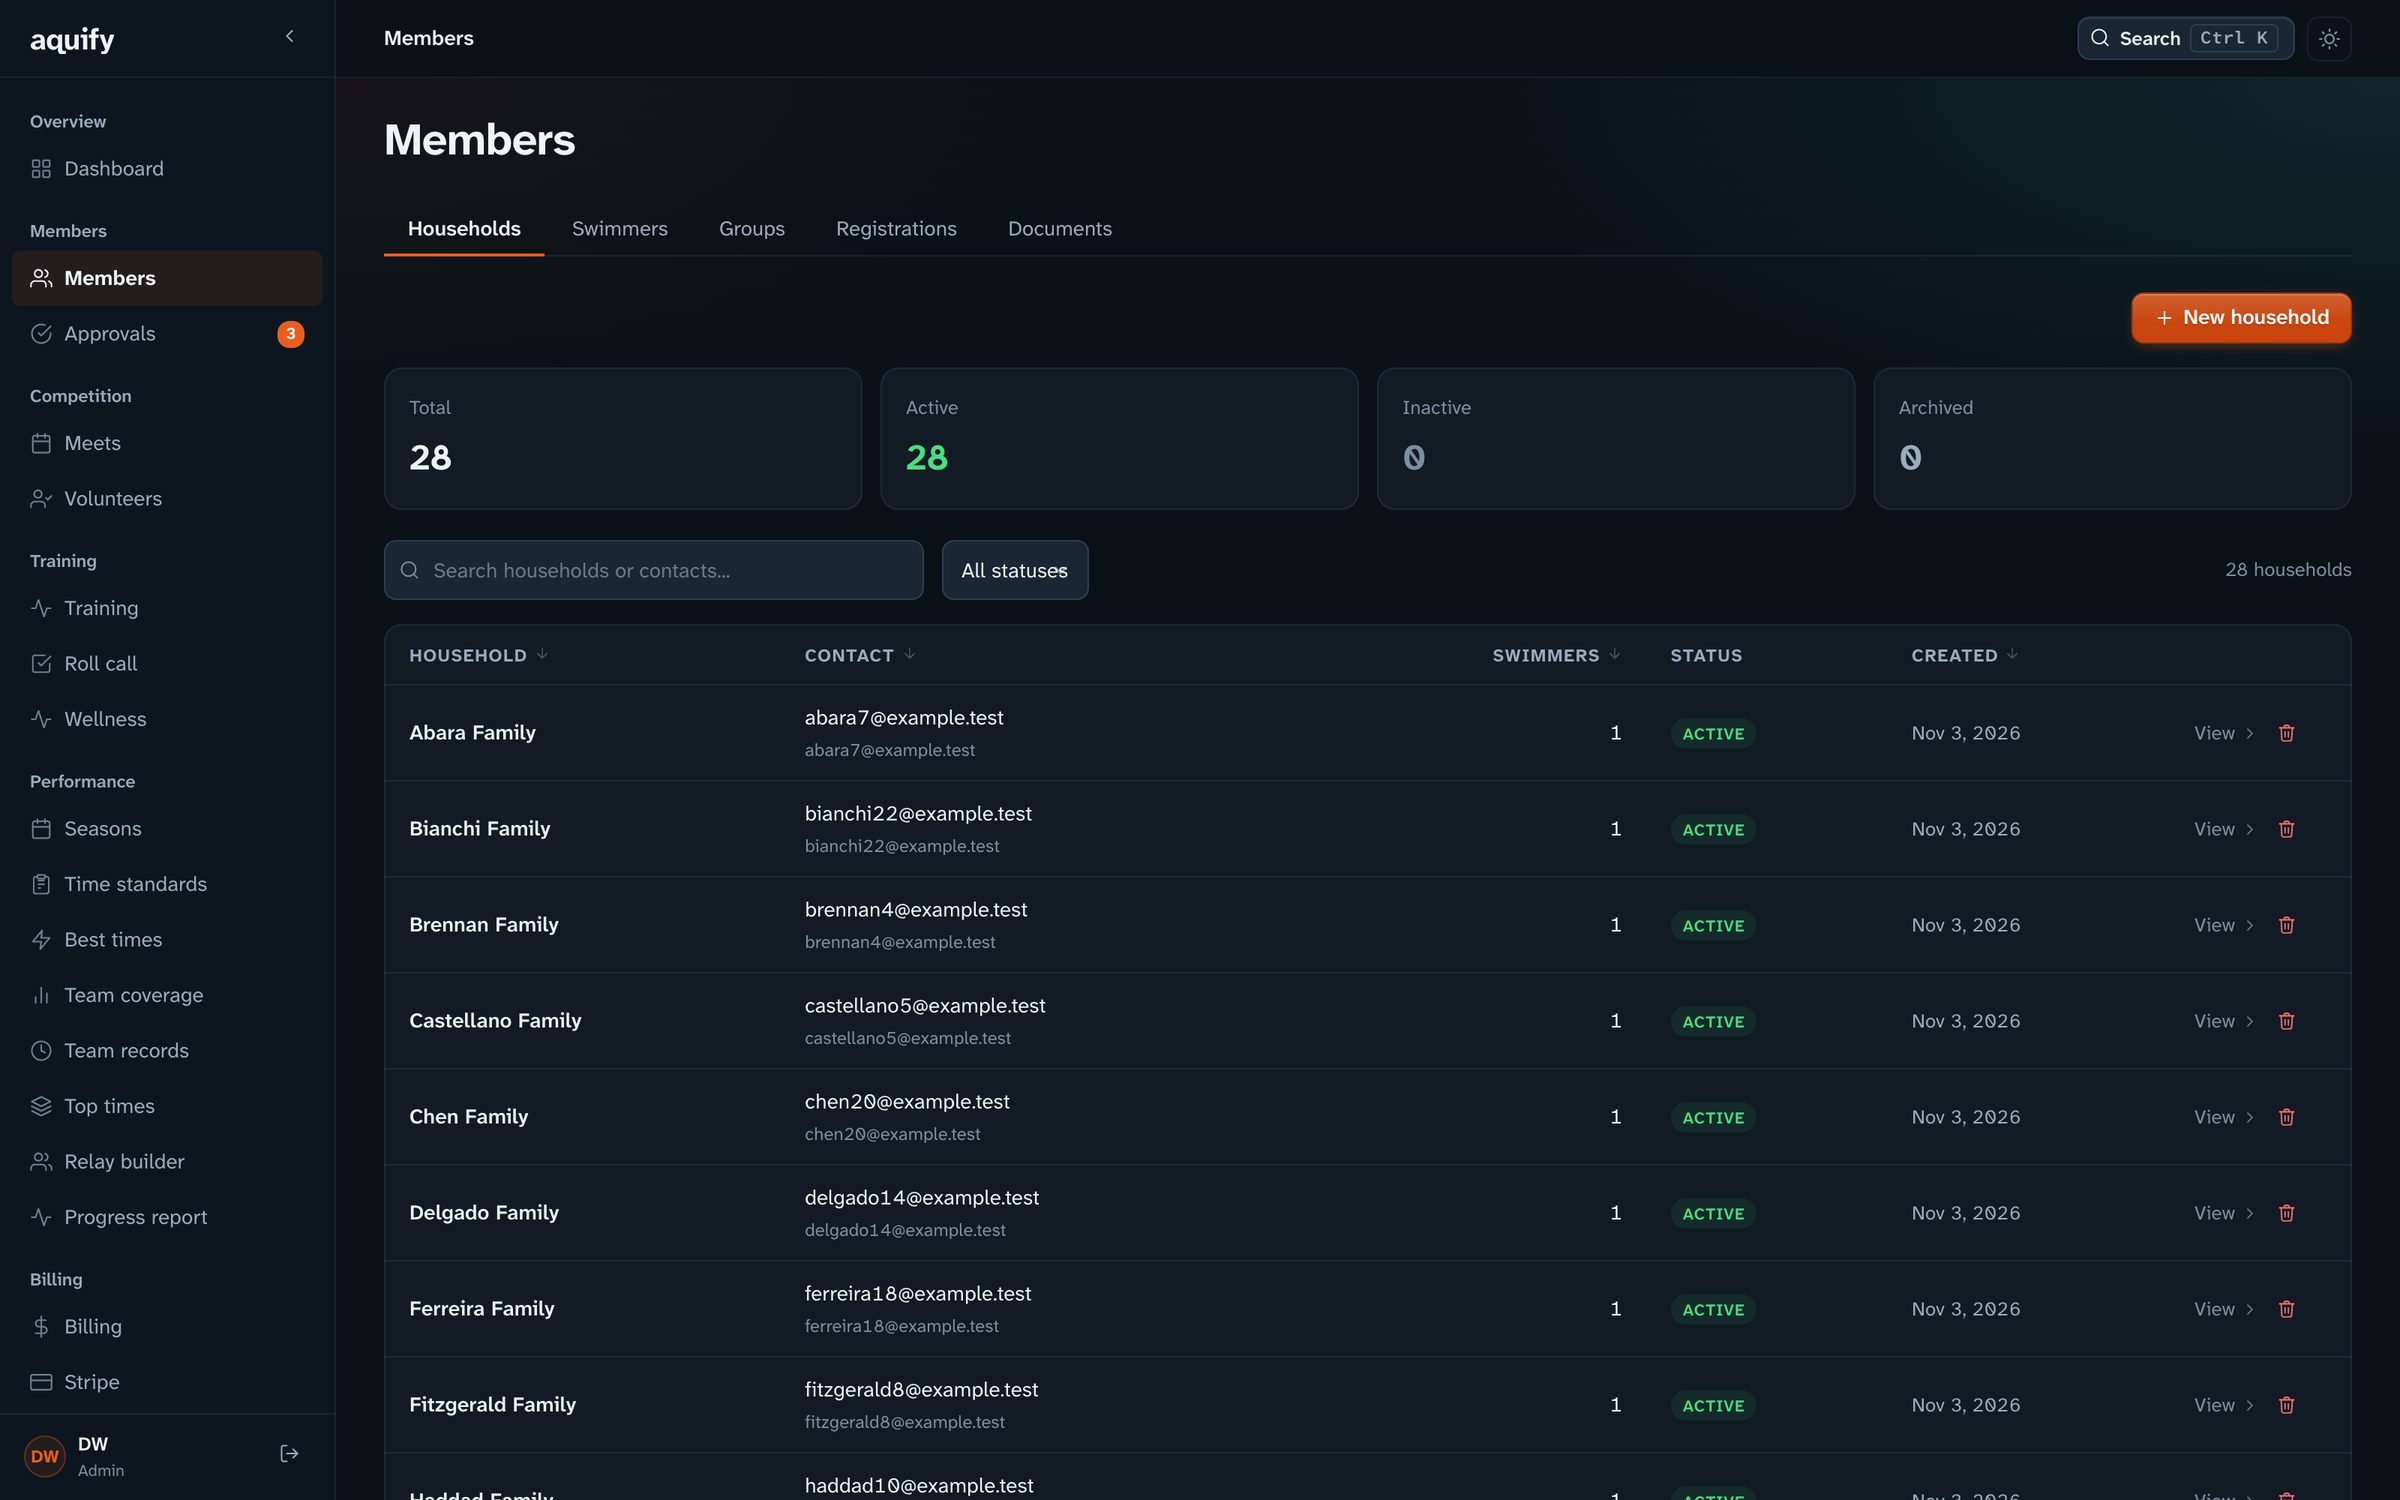 aquify
Members
Search Ctrl K
Overview
Dashboard
Members
Members
Approvals 3
Competition
Meets
Volunteers
Training
Training
Roll call
Wellness
Performance
Seasons
Time standards
Best times
Team coverage
Team records
Top times
Relay builder
Progress report
Billing
Billing
Stripe
DW
DW
Admin
Members
Households Swimmers Groups Registrations Documents
+ New household
Total
28
Active
28
Inactive
0
Archived
0
Search households or contacts...
All statuses
28 households
HOUSEHOLD CONTACT SWIMMERS STATUS CREATED
Abara Family abara7@example.test 1 ACTIVE Nov 3, 2026 View
abara7@example.test
Bianchi Family bianchi22@example.test 1 ACTIVE Nov 3, 2026 View
bianchi22@example.test
Brennan Family brennan4@example.test 1 ACTIVE Nov 3, 2026 View
brennan4@example.test
Castellano Family castellano5@example.test 1 ACTIVE Nov 3, 2026 View
castellano5@example.test
Chen Family chen20@example.test 1 ACTIVE Nov 3, 2026 View
chen20@example.test
Delgado Family delgado14@example.test 1 ACTIVE Nov 3, 2026 View
delgado14@example.test
Ferreira Family ferreira18@example.test 1 ACTIVE Nov 3, 2026 View
ferreira18@example.test
Fitzgerald Family fitzgerald8@example.test 1 ACTIVE Nov 3, 2026 View
fitzgerald8@example.test
Haddad Family haddad10@example.test 1 ACTIVE Nov 3, 2026 View